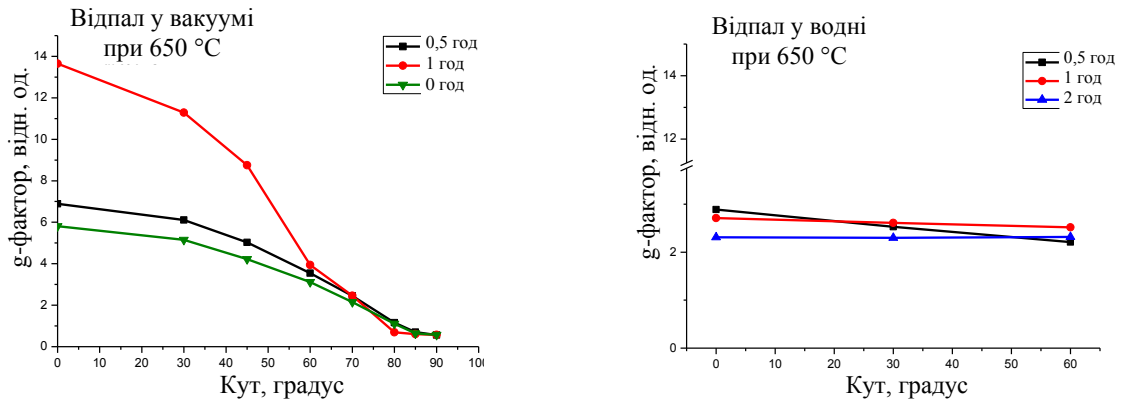 Відпал у вакуумі
при 650 °C
0,5 год
1 год
0 год
g-фактор, відн. од.
14
12
10
8
6
4
2
0
0 10 20 30 40 50 60 70 80 90 100
Кут, градус
Відпал у водні
при 650 °C
0,5 год
1 год
2 год
g-фактор, відн. од.
14
12
2
0 10 20 30 40 50 60
Кут, градус